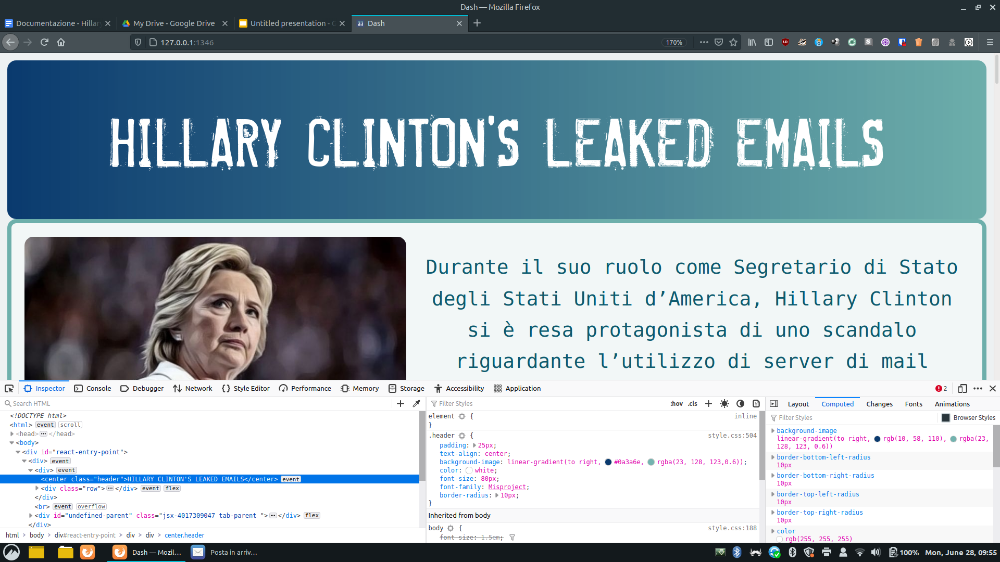 Dash — Mozilla Firefox
Documentazione - Hillar
My Drive - Google Drive
Untitled presentation - G
Dash
127.0.0.1:1346
170%
HILLARY CLINTON'S LEAKED EMAILS
Durante il suo ruolo come Segretario di Stato
degli Stati Uniti d’America, Hillary Clinton
si è resa protagonista di uno scandalo
riguardante l’utilizzo di server di mail
Inspector
Console
Debugger
Network
Style Editor
Performance
Memory
Storage
Accessibility
Application
2
Search HTML
<!DOCTYPE html>
<html> event scroll
<head> ••• </head>
<body>
<div id="react-entry-point">
<div> event
<div> event
<center class="header">HILLARY CLINTON'S LEAKED EMAILS</center> event
<div class="row"> ••• </div> event flex
</div>
<br> event overflow
<div id="undefined-parent" class="jsx-4017309047 tab-parent "> ••• </div> flex
</div>
html > body > div#react-entry-point > div > div > center.header
Filter Styles
:hov .cls
element {
inline
}
.header {
style.css:504
padding: 25px;
text-align: center;
background-image: linear-gradient(to right, #0a3a6e, rgba(23, 128, 123,0.6));
color: white;
font-size: 80px;
font-family: Misproject;
border-radius: 10px;
}
Inherited from body
body {
style.css:188
font-size: 1.5em;
Layout
Computed
Changes
Fonts
Animations
Filter Styles
Browser Styles
background-image
linear-gradient(to right, rgb(10, 58, 110), rgba(23,
128, 123, 0.6))
border-bottom-left-radius
10px
border-bottom-right-radius
10px
border-top-left-radius
10px
border-top-right-radius
10px
color
rgb(255, 255, 255)
Dash — Mozil...
Posta in arriv...
100%
Mon, June 28, 09:55